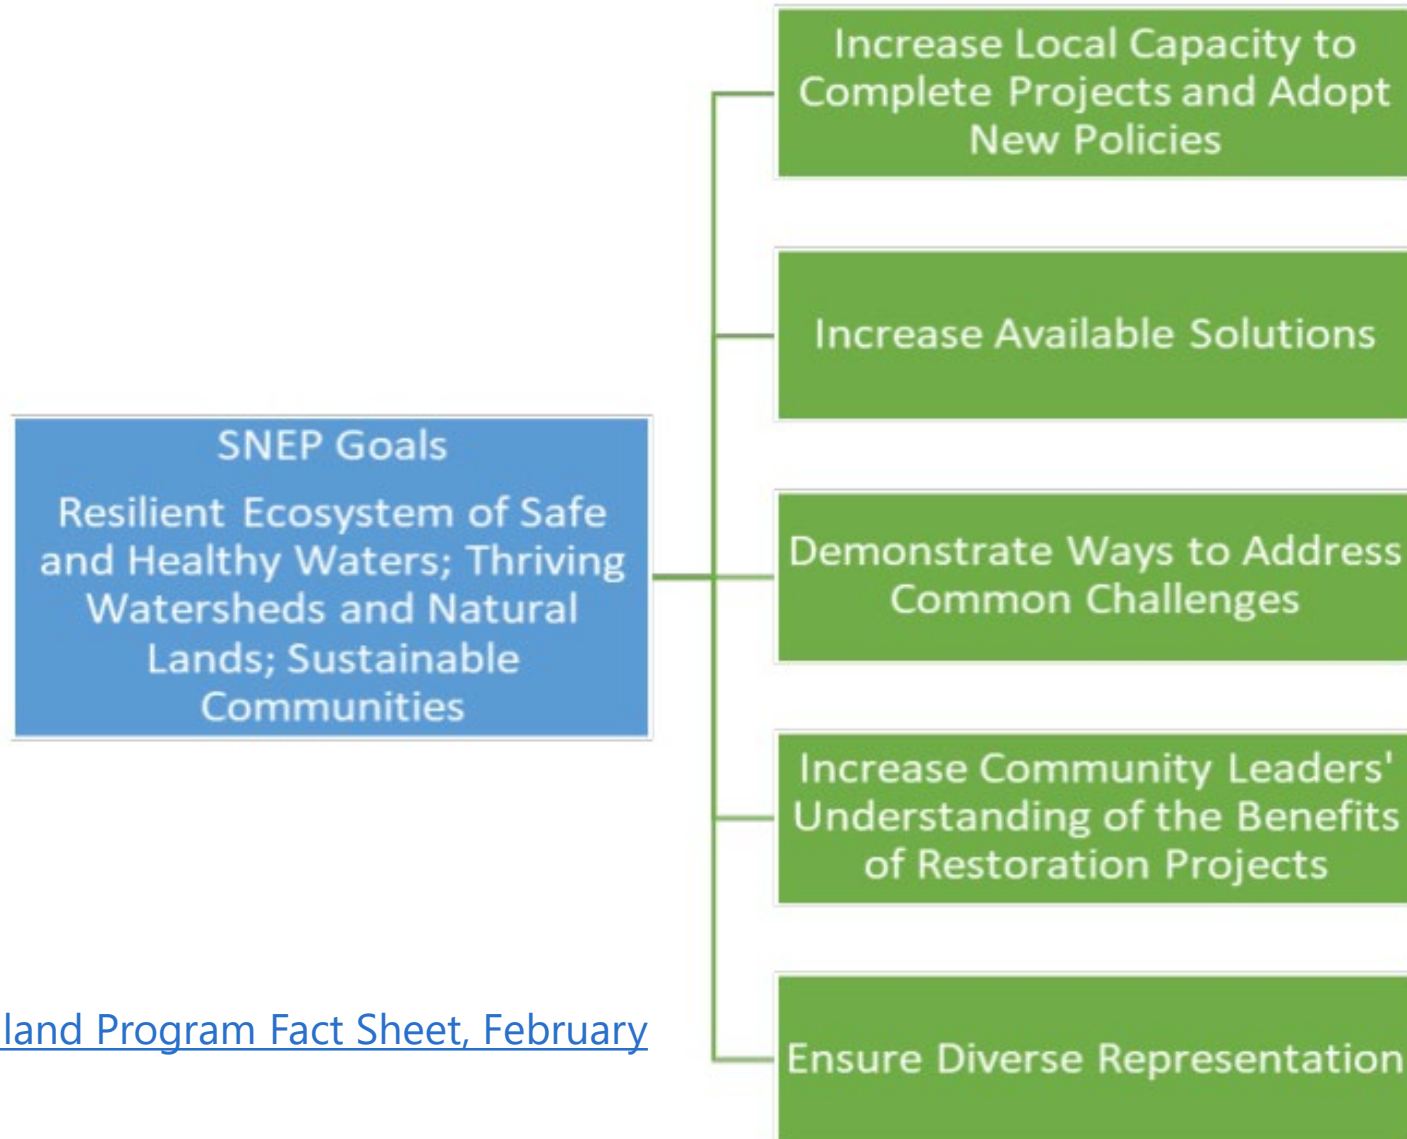 Increase Local Capacity to
Complete Projects and Adopt
New Policies
Increase Available Solutions
SNEP Goals
Resilient Ecosystem of Safe
and Healthy Waters; Thriving
Watersheds and Natural
Lands; Sustainable
Communities
Demonstrate Ways to Address
Common Challenges
Increase Community Leaders'
Understanding of the Benefits
of Restoration Projects
land Program Fact Sheet, February
Ensure Diverse Representation